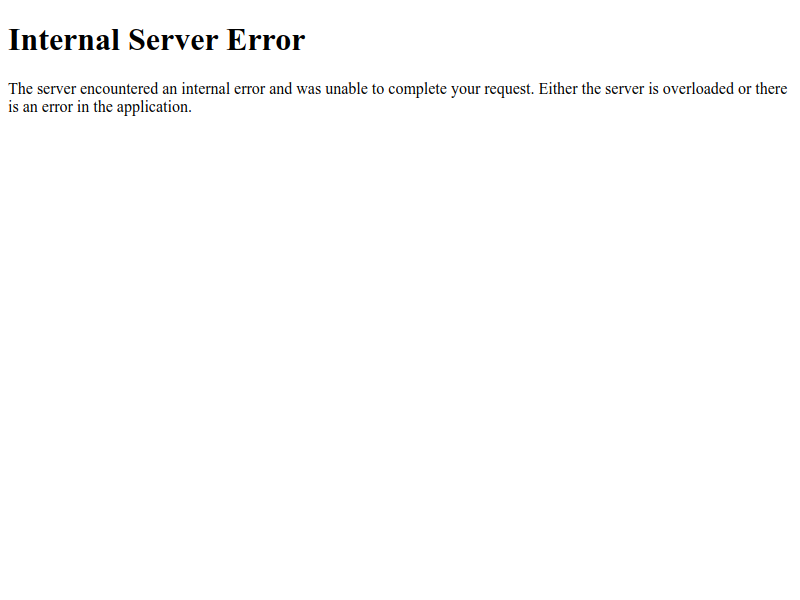 Internal Server Error
The server encountered an internal error and was unable to complete your request. Either the server is overloaded or there
is an error in the application.